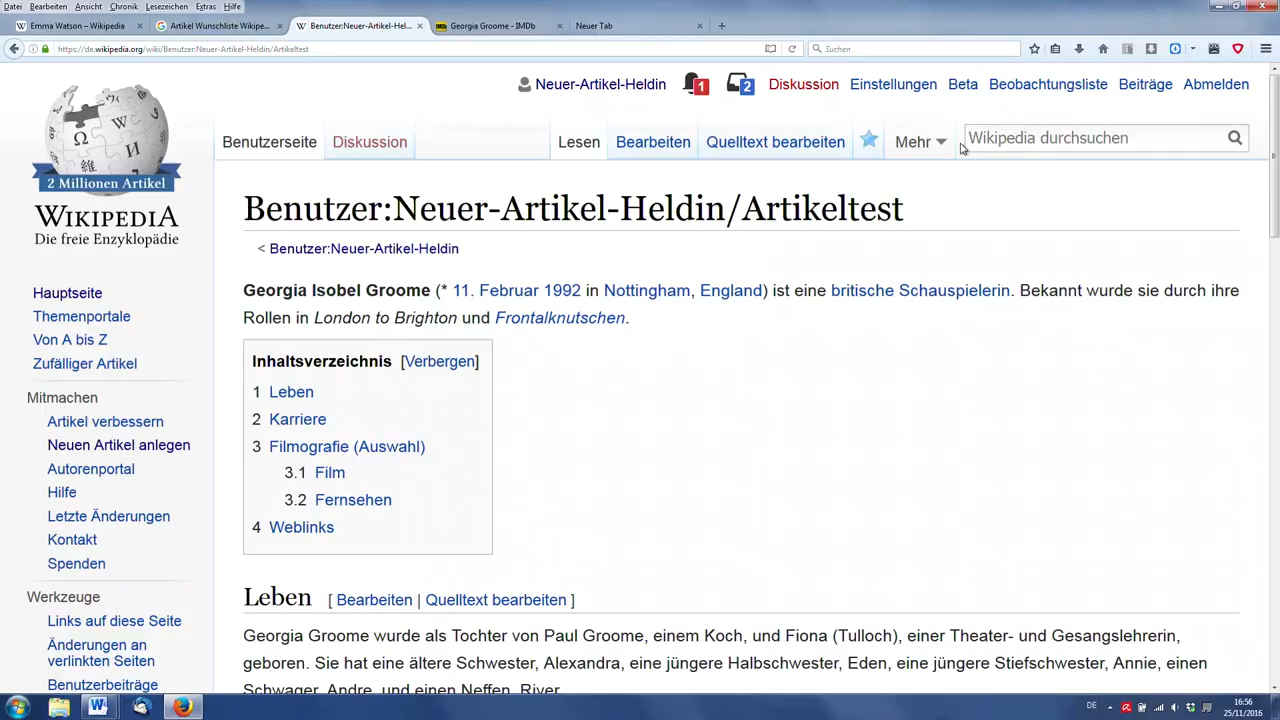 Datei Bearbeiten Ansicht Chronik Lesezeichen Extras Hilfe
Emma Watson – Wikipedia
Artikel Wunschliste Wikipe...
Benutzer:Neuer-Artikel-Hel...
Georgia Groome - IMDb
Neuer Tab
https://de.wikipedia.org/wiki/Benutzer:Neuer-Artikel-Heldin/Artikeltest
Suchen
Neuer-Artikel-Heldin 1 2 Diskussion Einstellungen Beta Beobachtungsliste Beiträge Abmelden
Benutzerseite Diskussion Lesen Bearbeiten Quelltext bearbeiten Mehr Wikipedia durchsuchen
2 Millionen Artikel
WIKIPEDIA
Die freie Enzyklopädie
Hauptseite
Themenportale
Von A bis Z
Zufälliger Artikel
Mitmachen
Artikel verbessern
Neuen Artikel anlegen
Autorenportal
Hilfe
Letzte Änderungen
Kontakt
Spenden
Werkzeuge
Links auf diese Seite
Änderungen an
verlinkten Seiten
Benutzerbeiträge
Benutzer:Neuer-Artikel-Heldin/Artikeltest
< Benutzer:Neuer-Artikel-Heldin
Georgia Isobel Groome (* 11. Februar 1992 in Nottingham, England) ist eine britische Schauspielerin. Bekannt wurde sie durch ihre
Rollen in London to Brighton und Frontalknutschen.
Inhaltsverzeichnis [Verbergen]
1 Leben
2 Karriere
3 Filmografie (Auswahl)
3.1 Film
3.2 Fernsehen
4 Weblinks
Leben [ Bearbeiten | Quelltext bearbeiten ]
Georgia Groome wurde als Tochter von Paul Groome, einem Koch, und Fiona (Tulloch), einer Theater- und Gesangslehrerin,
geboren. Sie hat eine ältere Schwester, Alexandra, eine jüngere Halbschwester, Eden, eine jüngere Stiefschwester, Annie, einen
Schwager, Andre, und einen Neffen, River.
DE
16:56
25/11/2016